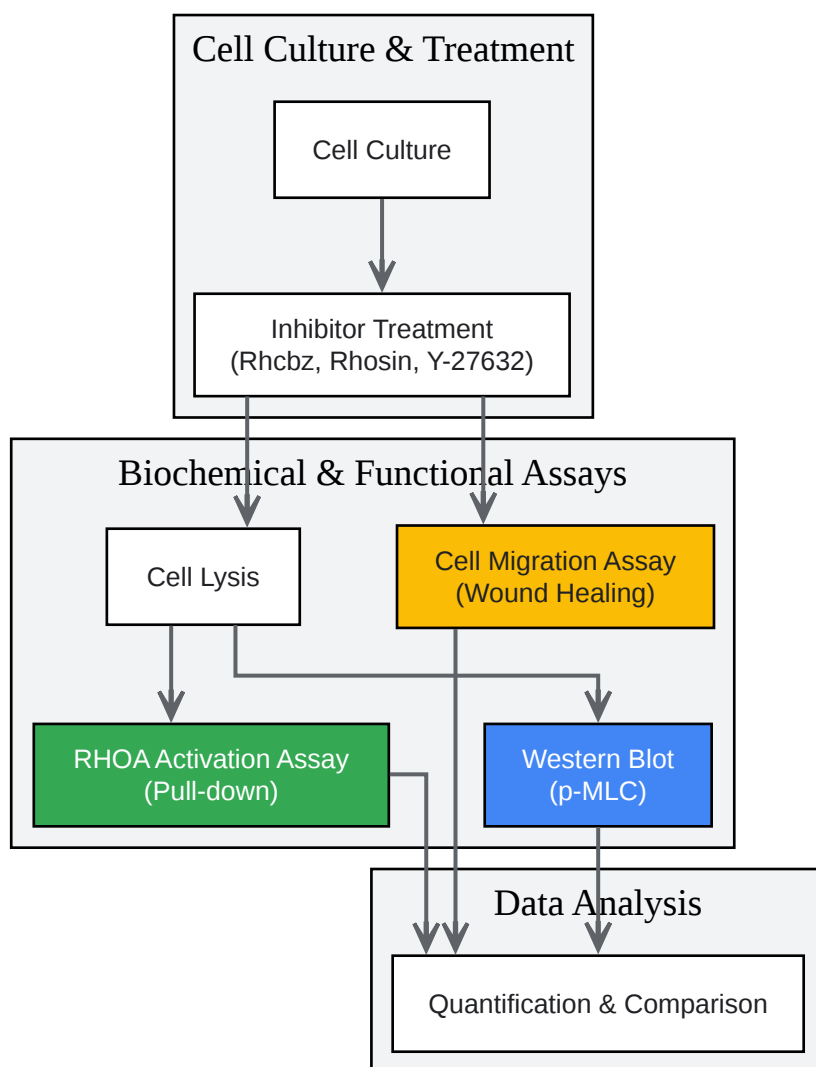 Cell Culture & Treatment
Cell Culture
Inhibitor Treatment
(Rhcbz, Rhosin, Y-27632)
Biochemical & Functional Assays
Cell Lysis
Cell Migration Assay
(Wound Healing)
RHOA Activation Assay
(Pull-down)
Western Blot
(p-MLC)
Data Analysis
Quantification & Comparison